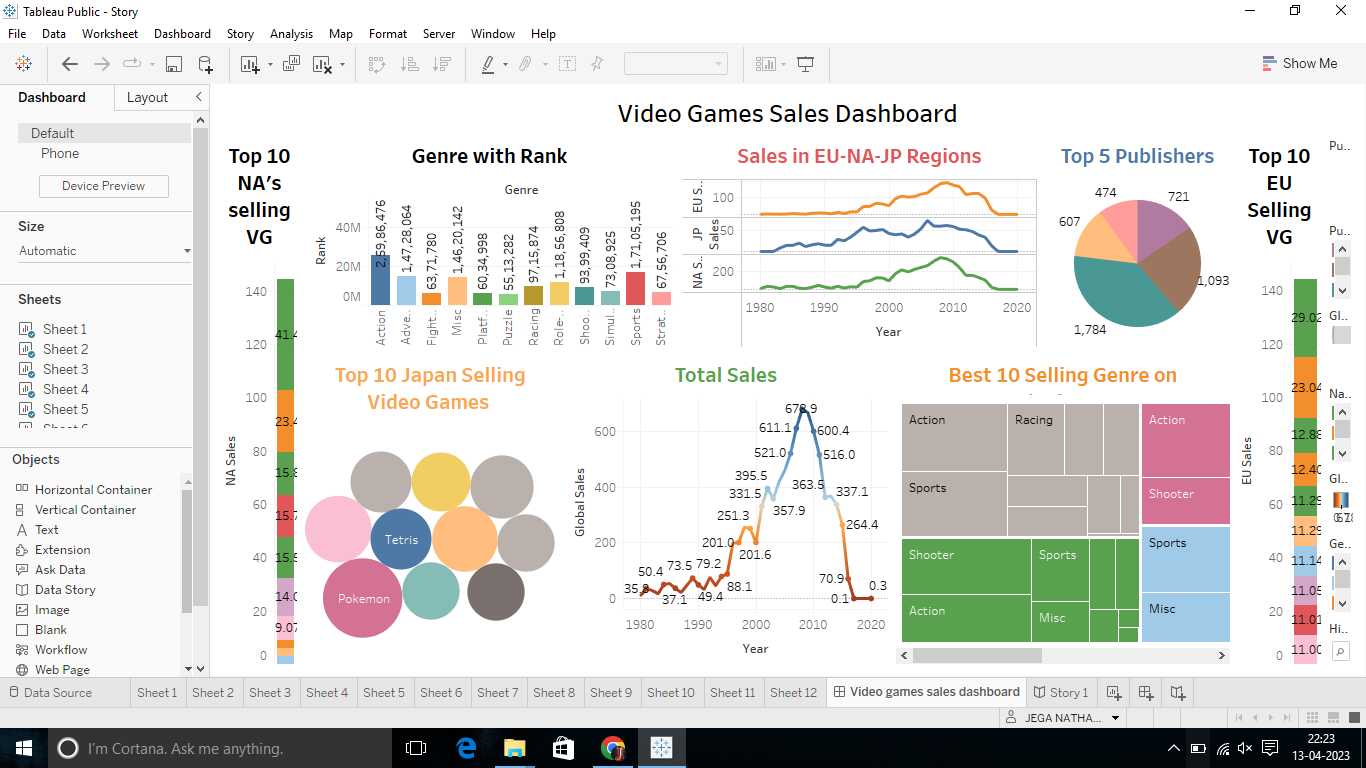 Tableau Public - Story
File Data Worksheet Dashboard Story Analysis Map Format Server Window Help
Show Me
Dashboard Layout
Default
Phone
Device Preview
Size
Automatic
Sheets
Sheet 1
Sheet 2
Sheet 3
Sheet 4
Sheet 5
Objects
Horizontal Container
Vertical Container
Text
Extension
Ask Data
Data Story
Image
Blank
Workflow
Web Page
Video Games Sales Dashboard
Top 10
NA's
selling
VG
NA Sales
140
120
100
80
60
40
20
0
41.4
23.4
15.7
14.0
9.07
Genre with Rank
Genre
Rank
40M
20M
0M
1,47,28,064
63,71,780
1,46,20,142
60,34,998
55,13,282
97,15,874
1,18,56,808
93,99,409
73,08,925
1,71,05,195
67,56,706
Action
Adve..
Fight..
Misc
Platf..
Puzzle
Racing
Role-..
Shoo..
Simul..
Sports
Strat..
Sales in EU-NA-JP Regions
EU S..
100
JP
Sales
50
NA S..
200
1980 1990 2000 2010 2020
Year
Top 5 Publishers
474
721
607
1,093
1,784
Top 10
EU
Selling
VG
EU Sales
140
120
100
80
60
40
20
0
29.02
23.04
12.88
12.40
11.29
11.14
11.05
11.01
11.00
Pu..
Pu..
Gl..
Na..
Gl..
Ge..
Hi..
Top 10 Japan Selling
Video Games
Tetris
Pokemon
Total Sales
Global Sales
600
400
200
0
678.9
611.1
600.4
521.0
516.0
395.5
363.5
337.1
331.5
357.9
251.3
264.4
201.0
201.6
50.4
73.5
79.2
88.1
37.1
49.4
70.9
0.1
0.3
1980 1990 2000 2010 2020
Year
Best 10 Selling Genre on
Action
Racing
Sports
Action
Shooter
Shooter
Sports
Action
Misc
Sports
Misc
Data Source Sheet 1 Sheet 2 Sheet 3 Sheet 4 Sheet 5 Sheet 6 Sheet 7 Sheet 8 Sheet 9 Sheet 10 Sheet 11 Sheet 12 Video games sales dashboard Story 1
JEGA NATHA...
I'm Cortana. Ask me anything.
22:23
13-04-2023